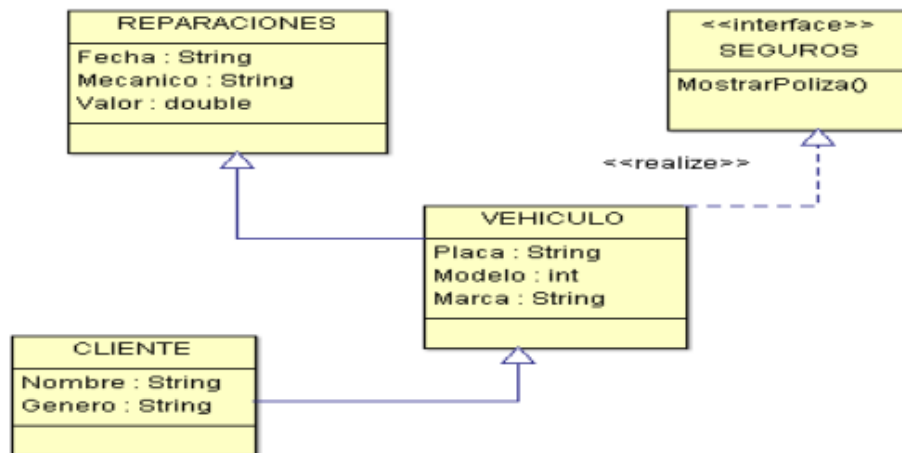 REPARACIONES
Fecha : String
Mecanico : String
Valor : double
<<interface>>
SEGUROS
MostrarPoliza()
<<realize>>
VEHICULO
Placa : String
Modelo : int
Marca : String
CLIENTE
Nombre : String
Genero : String